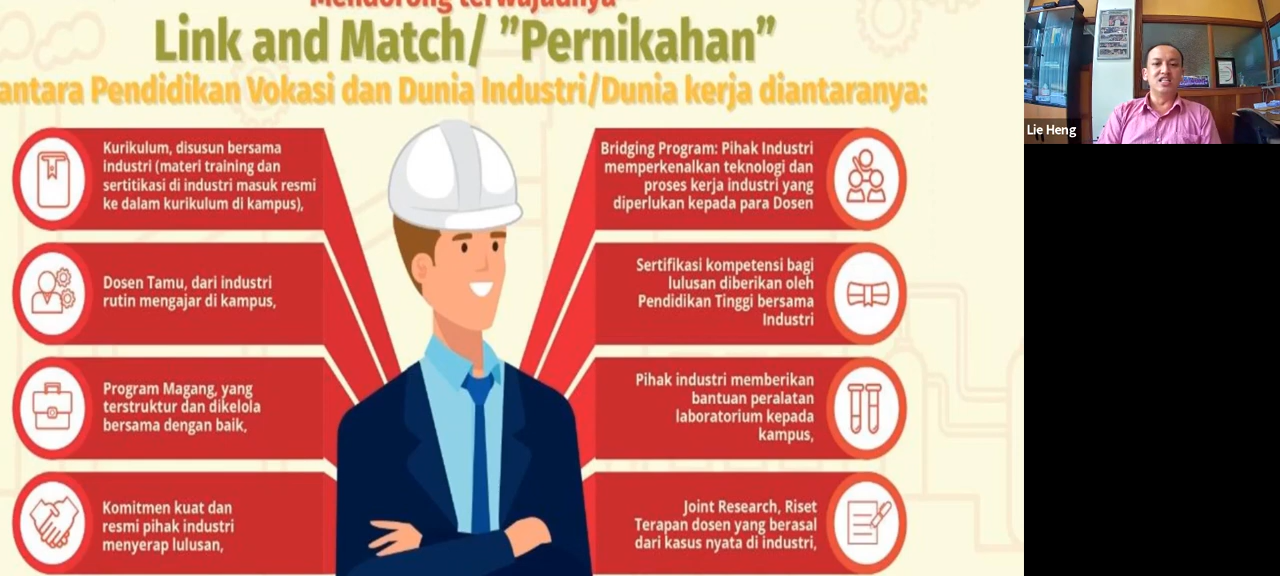 Mendorong terwujudnya
Link and Match/ ”Pernikahan”
antara Pendidikan Vokasi dan Dunia Industri/Dunia kerja diantaranya:
Kurikulum, disusun bersama
industri (materi training dan
sertitikasi di industri masuk resmi
ke dalam kurikulum di kampus),
Dosen Tamu, dari industri
rutin mengajar di kampus,
Program Magang, yang
terstruktur dan dikelola
bersama dengan baik,
Komitmen kuat dan
resmi pihak industri
menyerap lulusan,
Bridging Program: Pihak Industri
memperkenalkan teknologi dan
proses kerja industri yang
diperlukan kepada para Dosen
Sertifikasi kompetensi bagi
lulusan diberikan oleh
Pendidikan Tinggi bersama
Industri
Pihak industri memberikan
bantuan peralatan
laboratorium kepada
kampus,
Joint Research, Riset
Terapan dosen yang berasal
dari kasus nyata di industri,
Lie Heng